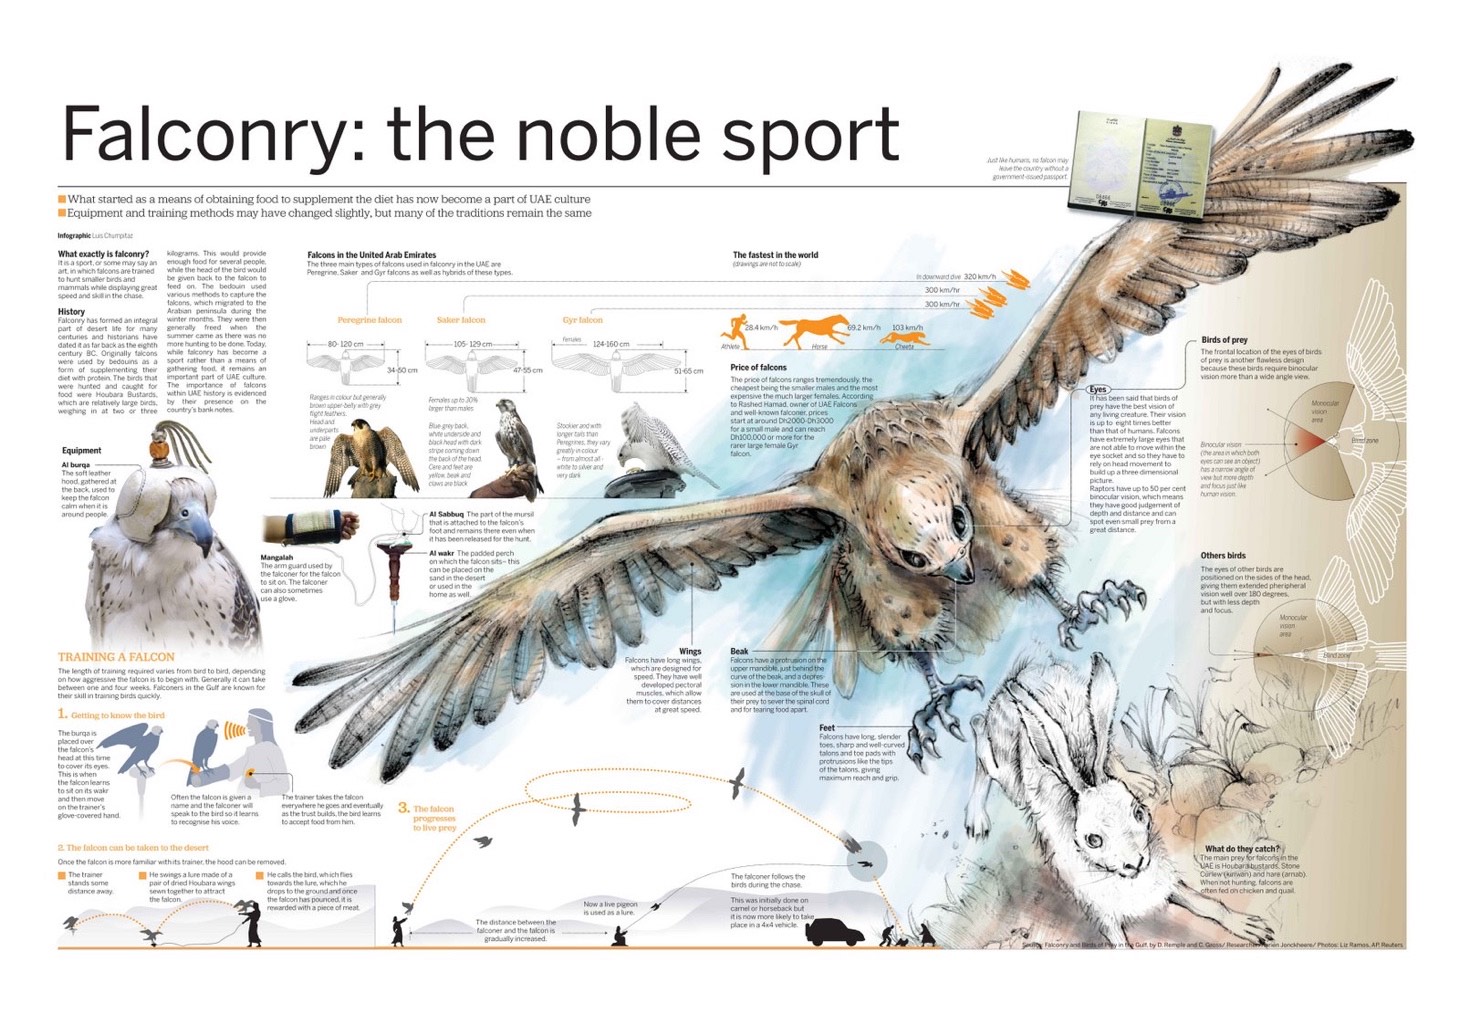 Falconry: the noble sport
Just like humans, no falcon may
leave the country without a
government-issued passport.
What started as a means of obtaining food to supplement the diet has now become a part of UAE culture
Equipment and training methods may have changed slightly, but many of the traditions remain the same
Infographic Luis Chumpitaz
What exactly is falconry?
It is a sport, or some may say an
art, in which falcons are trained
to hunt smaller birds and
mammals while displaying great
speed and skill in the chase.
History
Falconry has formed an integral
part of desert life for many
centuries and historians have
dated it as far back as the eighth
century BC. Originally falcons
were used by bedouins as a
form of supplementing their
diet with protein. The birds that
were hunted and caught for
food were Houbara Bustards,
which are relatively large birds,
weighing in at two or three
kilograms. This would provide
enough food for several people,
while the head of the bird would
be given back to the falcon to
feed on. The bedouin used
various methods to capture the
falcons, which migrated to the
Arabian peninsula during the
winter months. They were then
generally freed when the
summer came as there was no
more hunting to be done. Today,
while falconry has become a
sport rather than a means of
gathering food, it remains an
important part of UAE culture.
The importance of falcons
within UAE history is evidenced
by their presence on the
country's bank notes.
Falcons in the United Arab Emirates
The three main types of falcons used in falconry in the UAE are
Peregrine, Saker and Gyr falcons as well as hybrids of these types.
Peregrine falcon
80- 120 cm
34-50 cm
Ranges in colour but generally
brown upper-belly with grey
flight feathers.
Head and
underparts
are pale
brown
Saker falcon
105- 129 cm
47-55 cm
Females up to 30%
larger than males
Blue-grey back,
white underside and
black head with dark
stripe coming down
the back of the head.
Cere and feet are
yellow, beak and
claws are black
Gyr falcon
Females
124-160 cm
51-65 cm
Stockier and with
longer tails than
Peregrines, they vary
greatly in colour
– from almost all -
white to silver and
very dark
The fastest in the world
(drawings are not to scale)
In downward dive 320 km/h
300 km/hr
300 km/hr
28.4 km/h
69.2 km/h
103 km/h
Athlete
Horse
Cheeta
Price of falcons
The price of falcons ranges tremendously, the
cheapest being the smaller males and the most
expensive the much larger females. According
to Rashed Hamad, owner of UAE Falcons
and well-known falconer, prices
start at around Dh2000-Dh3000
for a small male and can reach
Dh100,000 or more for the
rarer large female Gyr
falcon.
Eyes
It has been said that birds of
prey have the best vision of
any living creature. Their vision
is up to eight times better
than that of humans. Falcons
have extremely large eyes that
are not able to move within the
eye socket and so they have to
rely on head movement to
build up a three dimensional
picture.
Raptors have up to 50 per cent
binocular vision, which means
they have good judgement of
depth and distance and can
spot even small prey from a
great distance.
Birds of prey
The frontal location of the eyes of birds
of prey is another flawless design
because these birds require binocular
vision more than a wide angle view.
Monocular
vision
area
Blind zone
Binocular vision
(the area in which both
eyes can see an object)
has a narrow angle of
view but more depth
and focus just like
human vision.
Others birds
The eyes of other birds are
positioned on the sides of the head,
giving them extended pheripheral
vision well over 180 degrees,
but with less depth
and focus.
Monocular
vision
area
Blind zone
Equipment
Al burqa
The soft leather
hood, gathered at
the back, used to
keep the falcon
calm when it is
around people.
Mangalah
The arm guard used by
the falconer for the falcon
to sit on. The falconer
can also sometimes
use a glove.
Al Sabbuq The part of the mursil
that is attached to the falcon's
foot and remains there even when
it has been released for the hunt.
Al wakr The padded perch
on which the falcon sits– this
can be placed on the
sand in the desert
or used in the
home as well.
Wings
Falcons have long wings,
which are designed for
speed. They have well
developed pectoral
muscles, which allow
them to cover distances
at great speed.
Beak
Falcons have a protrusion on the
upper mandible, just behind the
curve of the beak, and a depres-
sion in the lower mandible. These
are used at the base of the skull of
their prey to sever the spinal cord
and for tearing food apart.
Feet
Falcons have long, slender
toes, sharp and well-curved
talons and toe pads with
protrusions like the tips
of the talons, giving
maximum reach and grip.
TRAINING A FALCON
The length of training required varies from bird to bird, depending
on how aggressive the falcon is to begin with. Generally it can take
between one and four weeks. Falconers in the Gulf are known for
their skill in training birds quickly.
1. Getting to know the bird
The burqa is
placed over
the falcon's
head at this time
to cover its eyes.
This is when
the falcon learns
to sit on its wakr
and then move
on the trainer's
glove-covered hand.
Often the falcon is given a
name and the falconer will
speak to the bird so it learns
to recognise his voice.
The trainer takes the falcon
everywhere he goes and eventually
as the trust builds, the bird learns
to accept food from him.
2. The falcon can be taken to the desert
Once the falcon is more familiar with its trainer, the hood can be removed.
The trainer
stands some
distance away.
He swings a lure made of a
pair of dried Houbara wings
sewn together to attract
the falcon.
He calls the bird, which flies
towards the lure, which he
drops to the ground and once
the falcon has pounced, it is
rewarded with a piece of meat.
3. The falcon
progresses
to live prey
The distance between the
falconer and the falcon is
gradually increased.
Now a live pigeon
is used as a lure.
The falconer follows the
birds during the chase.
This was initially done on
camel or horseback but
it is now more likely to take
place in a 4x4 vehicle.
What do they catch?
The main prey for falcons in the
UAE is Houbara bustards, Stone
Curlew (kuriwan) and hare (arnab).
When not hunting, falcons are
often fed on chicken and quail.
Source: Falconry and Birds of Prey in the Gulf, by D. Remple and C. Gross/ Research: Jenckheere/ Photos: Liz Ramos, AP, Reuters